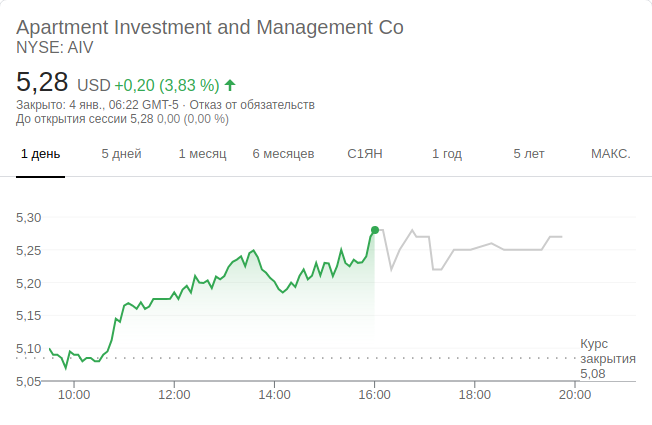 Apartment Investment and Management Co
NYSE: AIV
5,28 USD +0,20 (3,83 %)
Закрыто: 4 янв., 06:22 GMT-5 · Отказ от обязательств
До открытия сессии 5,28 0,00 (0,00 %)
1 день 5 дней 1 месяц 6 месяцев С1ЯН 1 год 5 лет МАКС.
5,30
5,25
5,20
5,15
5,10
5,05
Курс
закрытия
5,08
10:00 12:00 14:00 16:00 18:00 20:00